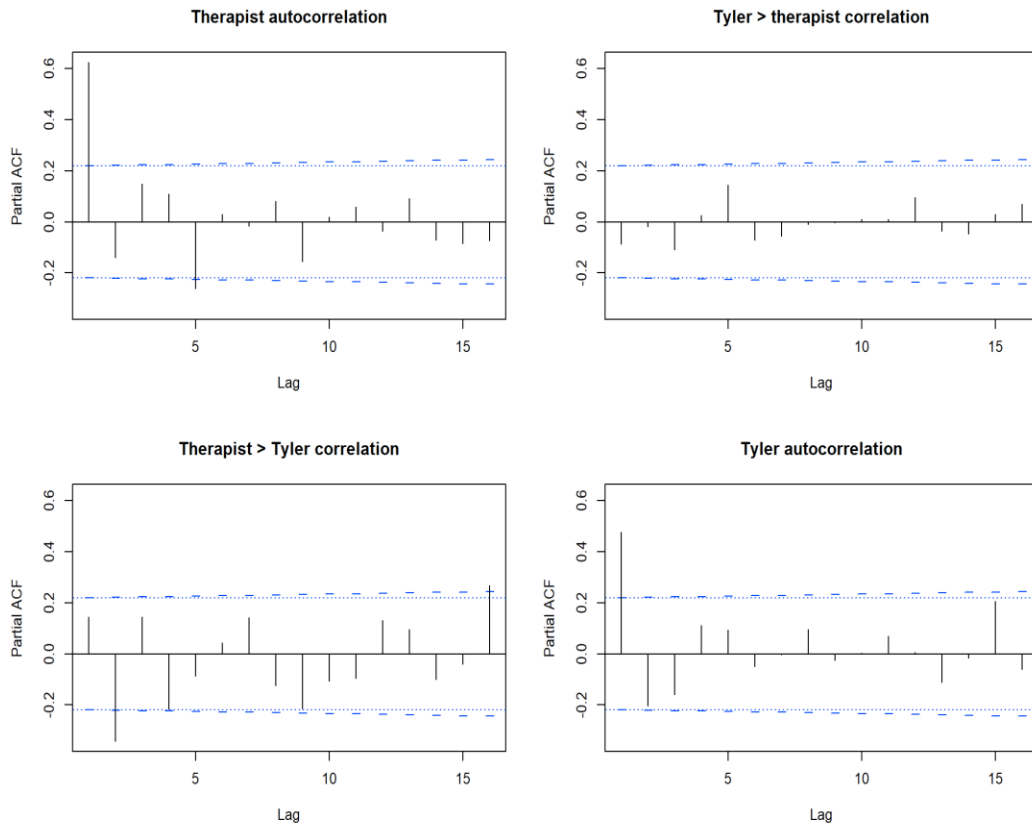 Therapist autocorrelation
Partial ACF
0.6
0.4
0.2
0.0
-0.2
5
10
15
Lag
Tyler > therapist correlation
Partial ACF
0.6
0.4
0.2
0.0
-0.2
5
10
15
Lag
Therapist > Tyler correlation
Partial ACF
0.6
0.4
0.2
0.0
-0.2
5
10
15
Lag
Tyler autocorrelation
Partial ACF
0.6
0.4
0.2
0.0
-0.2
5
10
15
Lag